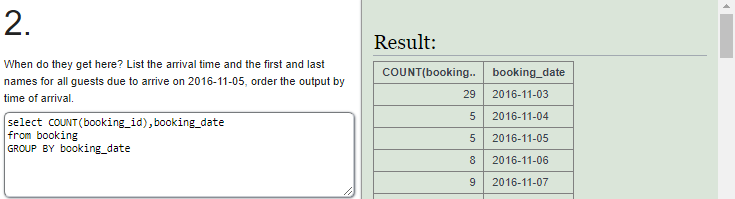 2.
When do they get here? List the arrival time and the first and last
names for all guests due to arrive on 2016-11-05, order the output by
time of arrival.
select COUNT(booking_id),booking_date
from booking
GROUP BY booking_date
Result:
COUNT(booking.. booking_date
29 2016-11-03
5 2016-11-04
5 2016-11-05
8 2016-11-06
9 2016-11-07